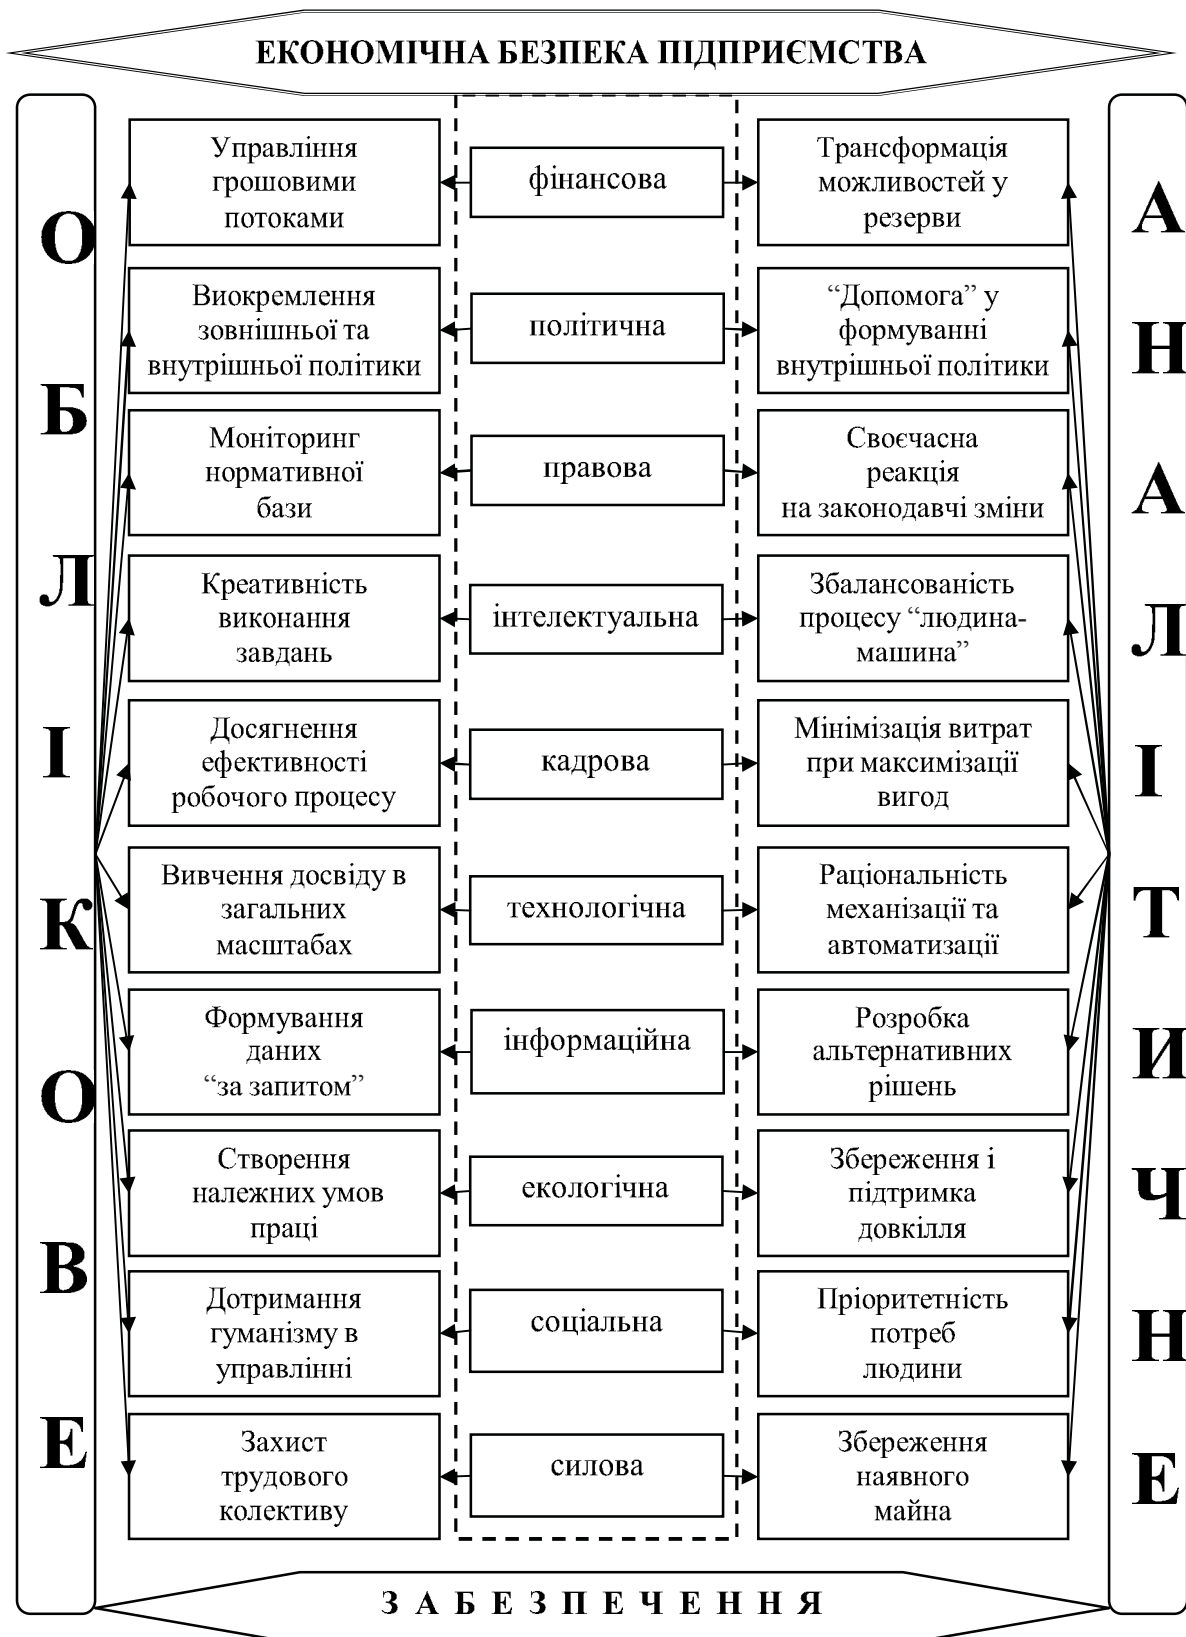 ЕКОНОМІЧНА БЕЗПЕКА ПІДПРИЄМСТВА
ОБЛІКОВЕ
Управління
грошовими
потоками
фінансова
Трансформація
можливостей у
резерви
Виокремлення
зовнішньої та
внутрішньої політики
політична
“Допомога” у
формуванні
внутрішньої політики
Моніторинг
нормативної
бази
правова
Своєчасна
реакція
на законодавчі зміни
Креативність
виконання
завдань
інтелектуальна
Збалансованість
процесу “людина-
машина”
Досягнення
ефективності
робочого процесу
кадрова
Мінімізація витрат
при максимізації
вигод
Вивчення досвіду в
загальних
масштабах
технологічна
Раціональність
механізації та
автоматизації
Формування
даних
“за запитом”
інформаційна
Розробка
альтернативних
рішень
Створення
належних умов
праці
екологічна
Збереження і
підтримка
довкілля
Дотримання
гуманізму в
управлінні
соціальна
Пріоритетність
потреб
людини
Захист
трудового
колективу
силова
Збереження
наявного
майна
АНАЛІТИЧНЕ
З А Б Е З П Е Ч Е Н Н Я